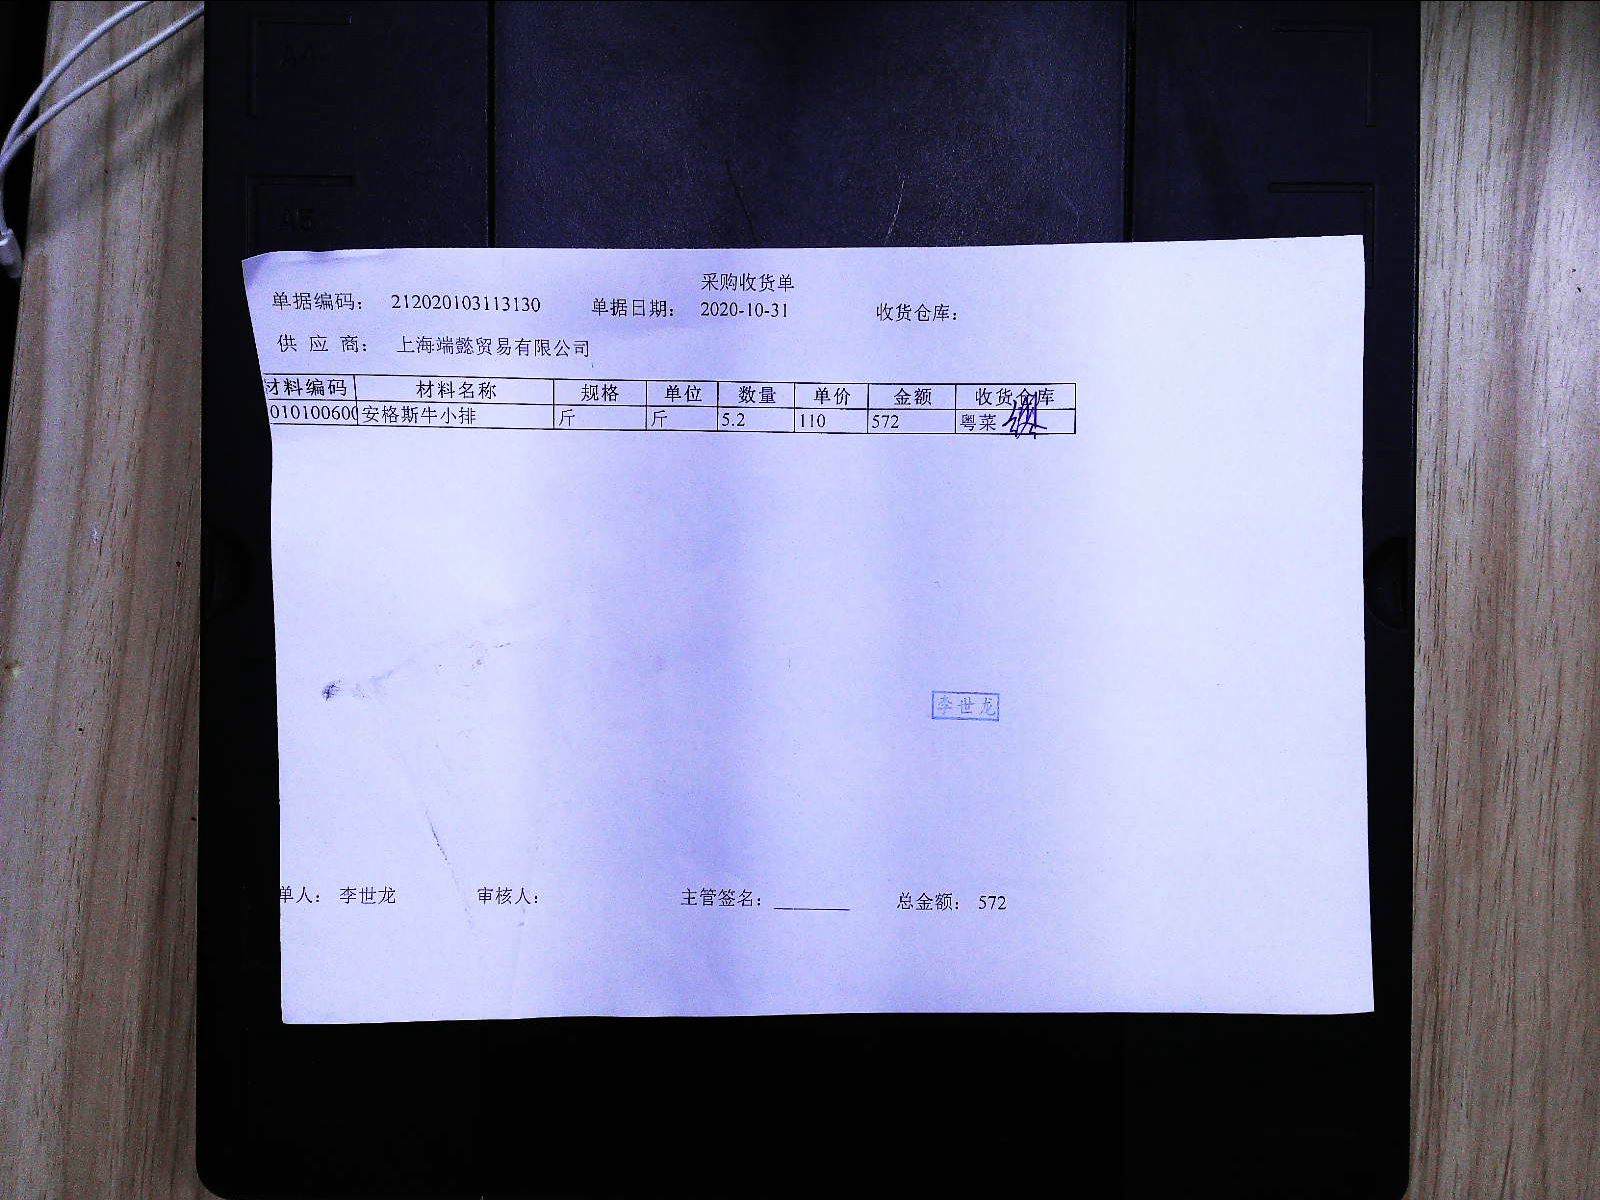 A4
A5
采购收货单
单据编码： 212020103113130 单据日期： 2020-10-31 收货仓库：
供 应 商： 上海端懿贸易有限公司
材料编码 材料名称 规格 单位 数量 单价 金额 收货仓库
010100600 安格斯牛小排 斤 斤 5.2 110 572 粤菜
李世龙
单人： 李世龙 审核人： 主管签名： 总金额： 572